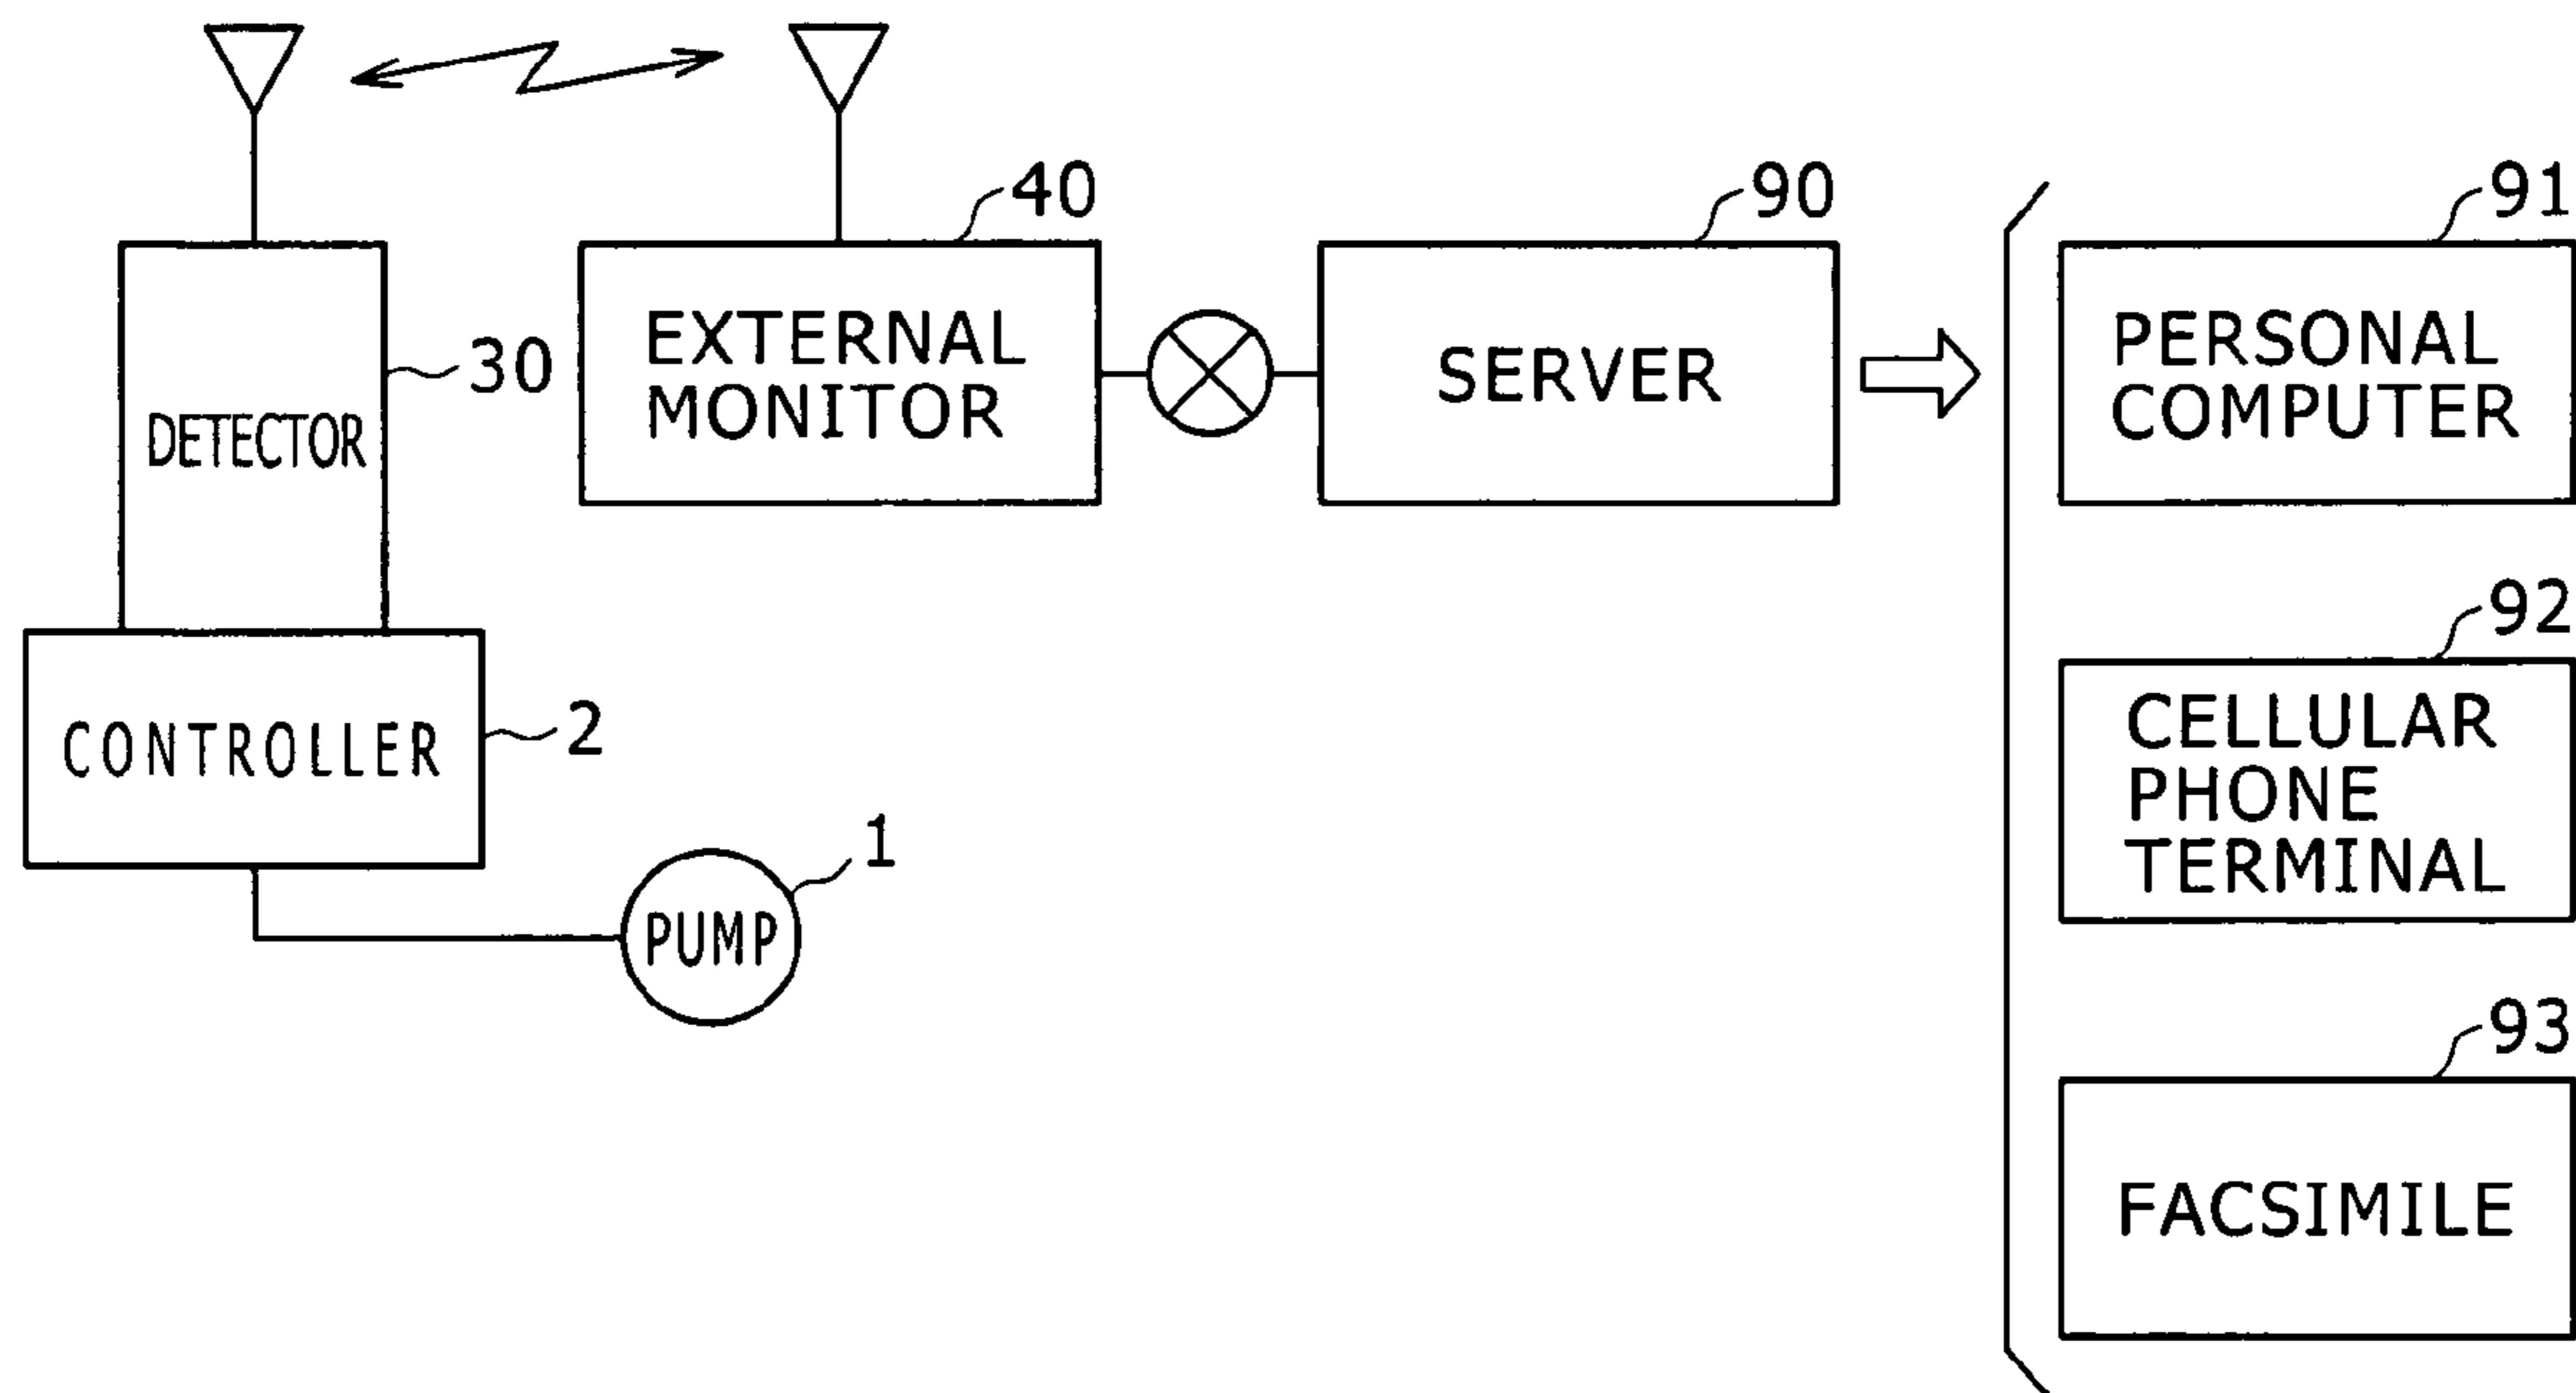 40
90
91
EXTERNAL
MONITOR
SERVER
PERSONAL
COMPUTER
30
DETECTOR
92
CONTROLLER
2
CELLULAR
PHONE
TERMINAL
1
PUMP
93
FACSIMILE